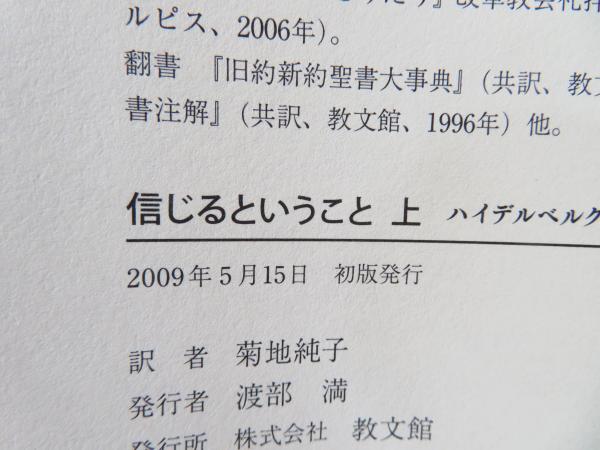 ルピス、2006年)。
翻書 『旧約新約聖書大事典』(共訳、教文
書注解』(共訳、教文館、1996年) 他。
信じるということ 上 ハイデルベルク
2009年5月15日 初版発行
訳 者 菊地純子
発行者 渡部 満
発行所 株式会社 教文館